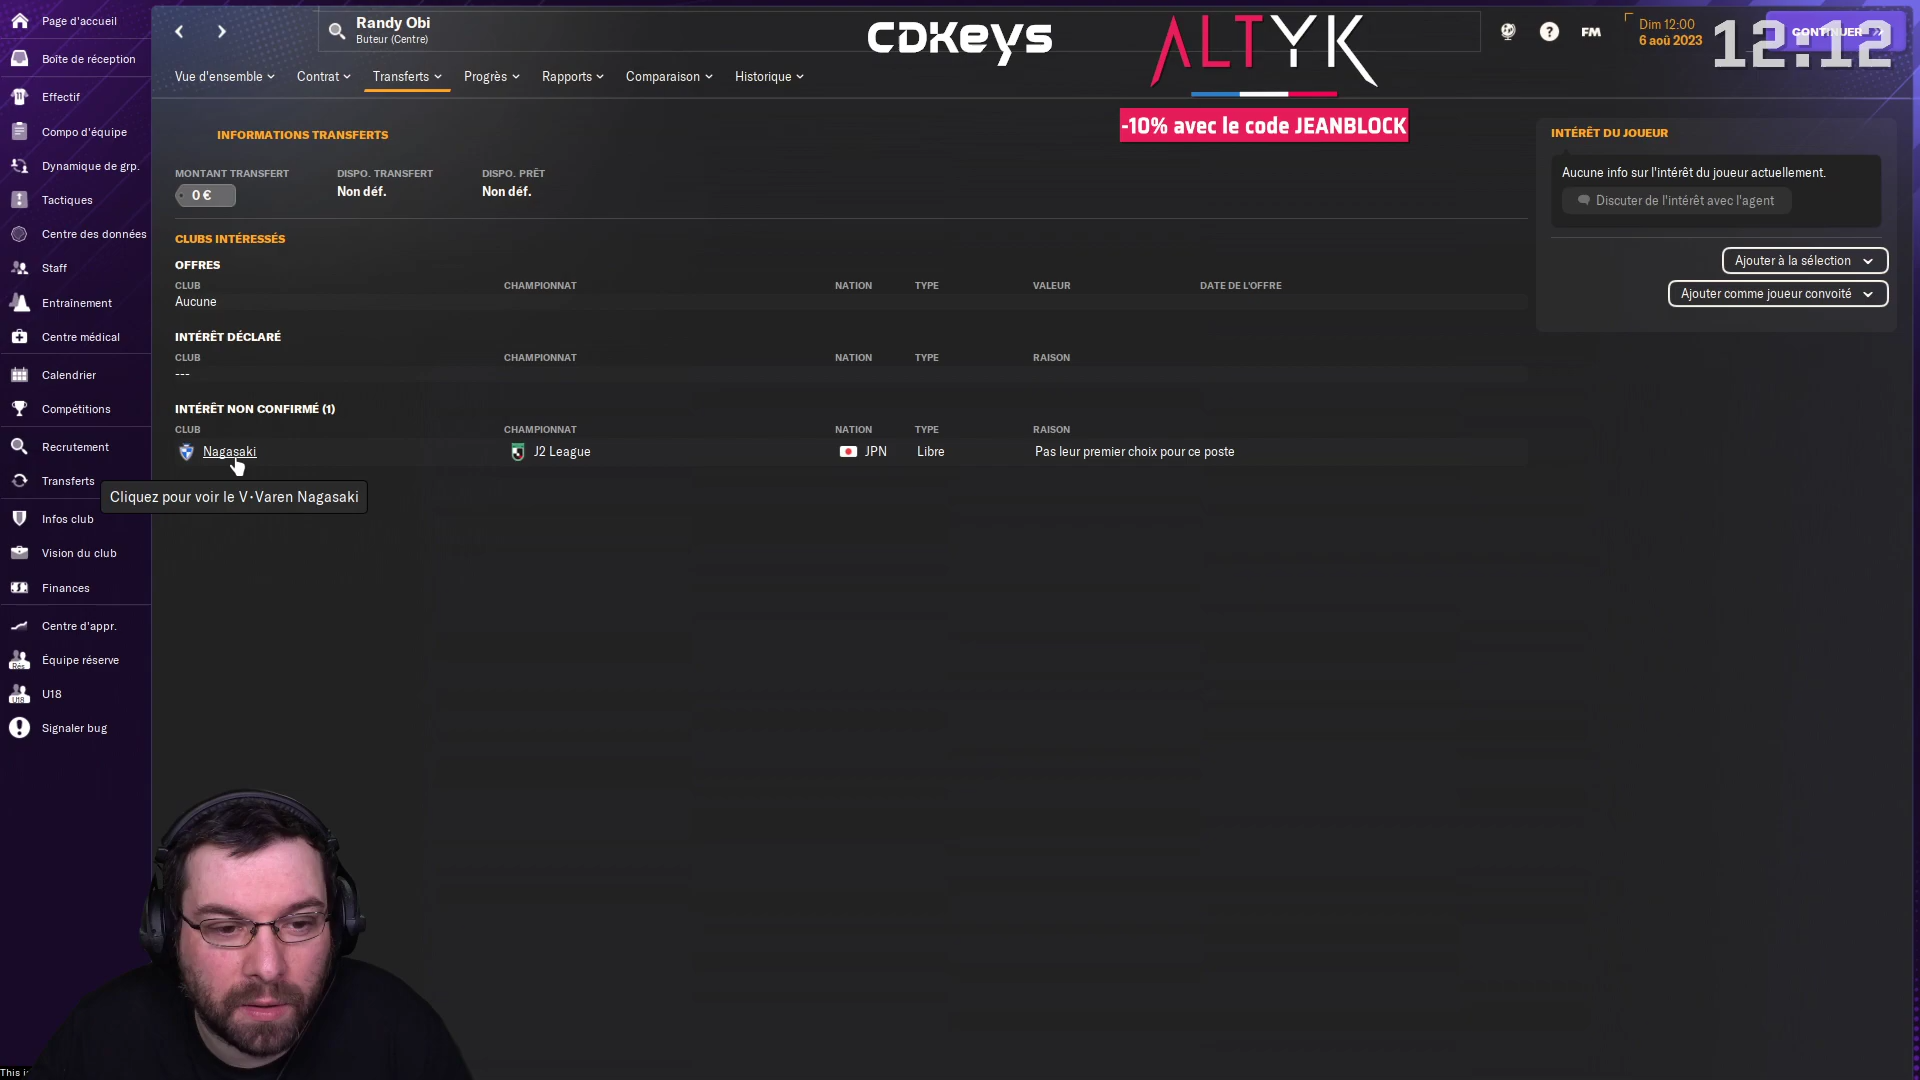 Page d'accueil
Boîte de réception
Effectif
11
Compo d'équipe
Dynamique de grp.
Tactiques
Centre des données
Staff
Entraînement
Centre médical
Calendrier
Compétitions
Recrutement
Transferts
Infos club
Vision du club
Finances
Centre d'appr.
Équipe réserve
Rés
U18
U18
Signaler bug
Randy Obi
Buteur (Centre)
CDKeys
ALTYK
-10% avec le code JEANBLOCK
?
FM
Dim 12:00
6 aoû 2023
CONTINUER
12:12
Vue d'ensemble
Contrat
Transferts
Progrès
Rapports
Comparaison
Historique
INFORMATIONS TRANSFERTS
MONTANT TRANSFERT DISPO. TRANSFERT DISPO. PRÊT
0 € Non déf. Non déf.
CLUBS INTÉRESSÉS
OFFRES
CLUB CHAMPIONNAT NATION TYPE VALEUR DATE DE L'OFFRE
Aucune
INTÉRÊT DÉCLARÉ
CLUB CHAMPIONNAT NATION TYPE RAISON
---
INTÉRÊT NON CONFIRMÉ (1)
CLUB CHAMPIONNAT NATION TYPE RAISON
Nagasaki J2 League JPN Libre Pas leur premier choix pour ce poste
Cliquez pour voir le V·Varen Nagasaki
INTÉRÊT DU JOUEUR
Aucune info sur l'intérêt du joueur actuellement.
Discuter de l'intérêt avec l'agent
Ajouter à la sélection
Ajouter comme joueur convoité
This